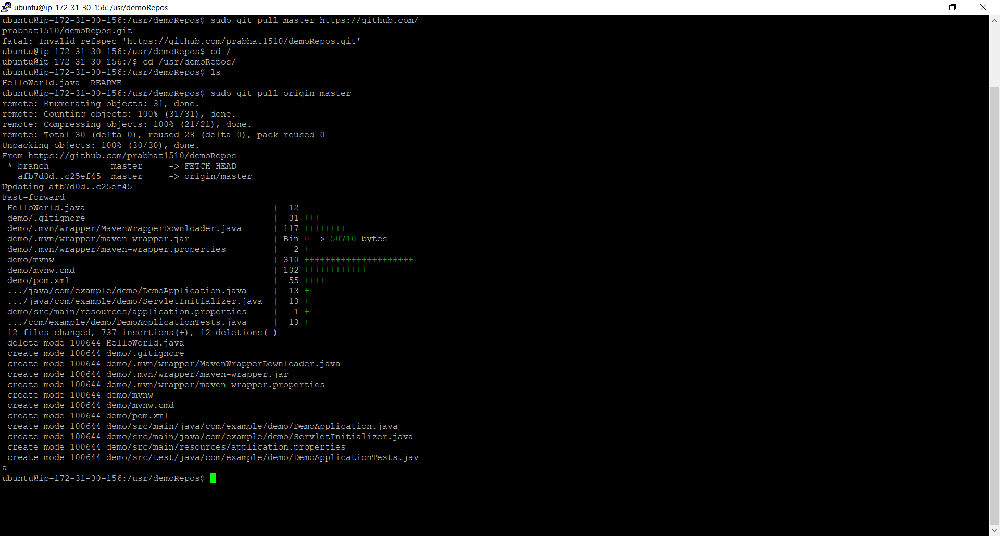 ubuntu@ip-172-31-30-156: /usr/demoRepos
ubuntu@ip-172-31-30-156:/usr/demoRepos$ sudo git pull master https://github.com/
prabhat1510/demoRepos.git
fatal: Invalid refspec 'https://github.com/prabhat1510/demoRepos.git'
ubuntu@ip-172-31-30-156:/usr/demoRepos$ cd /
ubuntu@ip-172-31-30-156:/$ cd /usr/demoRepos/
ubuntu@ip-172-31-30-156:/usr/demoRepos$ ls
HelloWorld.java  README
ubuntu@ip-172-31-30-156:/usr/demoRepos$ sudo git pull origin master
remote: Enumerating objects: 31, done.
remote: Counting objects: 100% (31/31), done.
remote: Compressing objects: 100% (21/21), done.
remote: Total 30 (delta 0), reused 28 (delta 0), pack-reused 0
Unpacking objects: 100% (30/30), done.
From https://github.com/prabhat1510/demoRepos
 * branch            master     -> FETCH_HEAD
   afb7d0d..c25ef45  master     -> origin/master
Updating afb7d0d..c25ef45
Fast-forward
 HelloWorld.java                                    |  12 -
 demo/.gitignore                                    |  31 +++
 demo/.mvn/wrapper/MavenWrapperDownloader.java      | 117 ++++++++
 demo/.mvn/wrapper/maven-wrapper.jar                | Bin 0 -> 50710 bytes
 demo/.mvn/wrapper/maven-wrapper.properties         |   2 +
 demo/mvnw                                          | 310 +++++++++++++++++++++
 demo/mvnw.cmd                                      | 182 ++++++++++++
 demo/pom.xml                                       |  55 ++++
 .../java/com/example/demo/DemoApplication.java     |  13 +
 .../java/com/example/demo/ServletInitializer.java  |  13 +
 demo/src/main/resources/application.properties     |   1 +
 .../com/example/demo/DemoApplicationTests.java     |  13 +
 12 files changed, 737 insertions(+), 12 deletions(-)
 delete mode 100644 HelloWorld.java
 create mode 100644 demo/.gitignore
 create mode 100644 demo/.mvn/wrapper/MavenWrapperDownloader.java
 create mode 100644 demo/.mvn/wrapper/maven-wrapper.jar
 create mode 100644 demo/.mvn/wrapper/maven-wrapper.properties
 create mode 100644 demo/mvnw
 create mode 100644 demo/mvnw.cmd
 create mode 100644 demo/pom.xml
 create mode 100644 demo/src/main/java/com/example/demo/DemoApplication.java
 create mode 100644 demo/src/main/java/com/example/demo/ServletInitializer.java
 create mode 100644 demo/src/main/resources/application.properties
 create mode 100644 demo/src/test/java/com/example/demo/DemoApplicationTests.jav
a
ubuntu@ip-172-31-30-156:/usr/demoRepos$